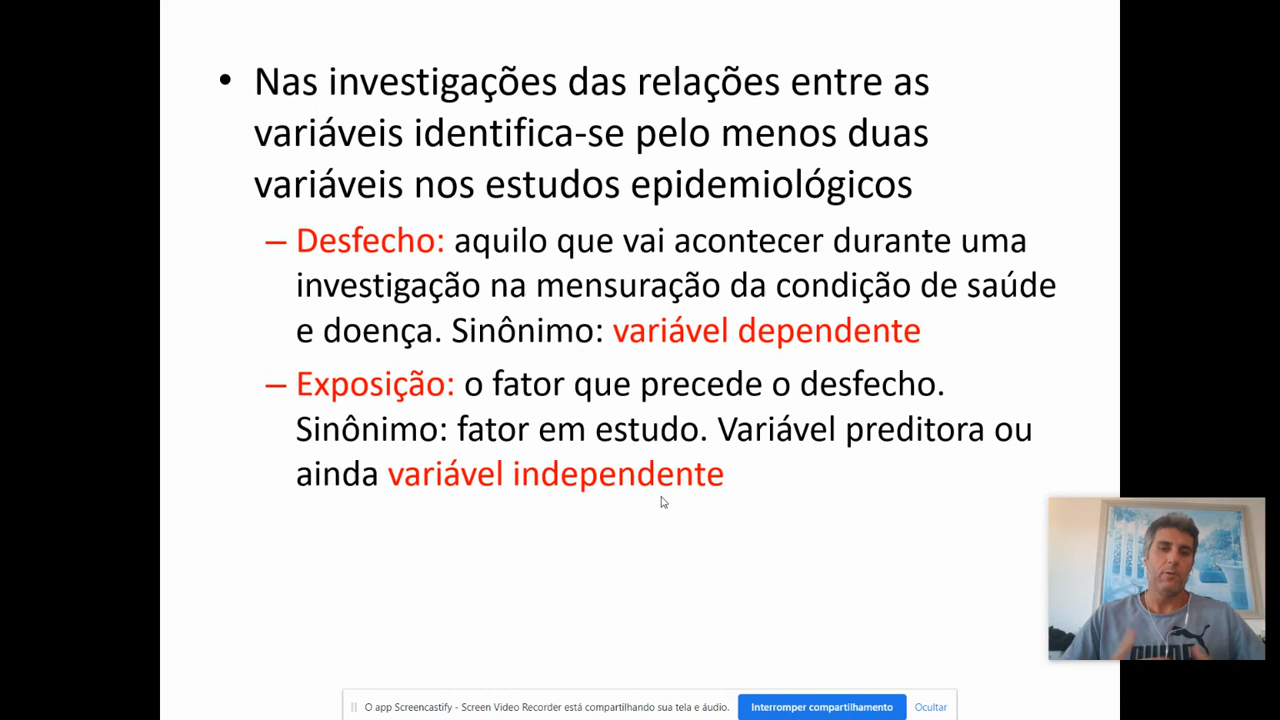 • Nas investigações das relações entre as
variáveis identifica-se pelo menos duas
variáveis nos estudos epidemiológicos
– Desfecho: aquilo que vai acontecer durante uma
investigação na mensuração da condição de saúde
e doença. Sinônimo: variável dependente
– Exposição: o fator que precede o desfecho.
Sinônimo: fator em estudo. Variável preditora ou
ainda variável independente
PUMA
O app Screencastify - Screen Video Recorder está compartilhando sua tela e áudio.
Interromper compartilhamento
Ocultar